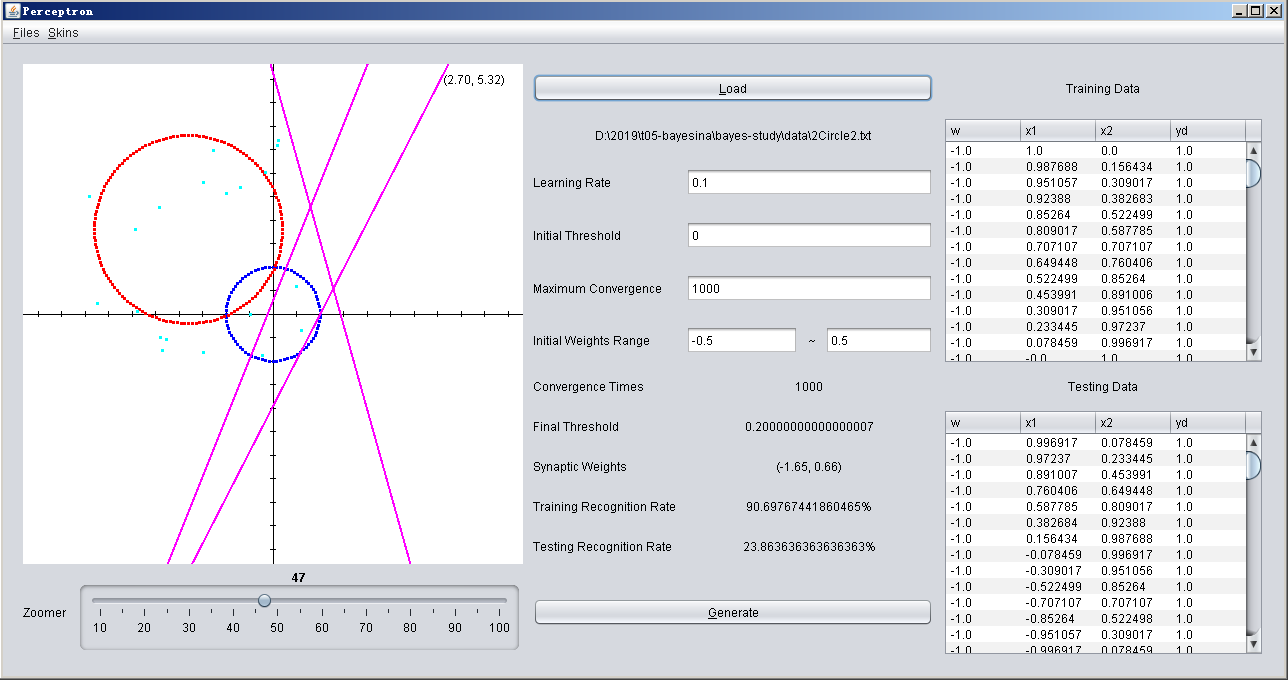 Perceptron
Files Skins
(2.70, 5.32)
47
Zoomer
10 20 30 40 50 60 70 80 90 100
Load
D:\2019\t05-bayesina\bayes-study\data\2Circle2.txt
Learning Rate 0.1
Initial Threshold 0
Maximum Convergence 1000
Initial Weights Range -0.5 ~ 0.5
Convergence Times 1000
Final Threshold 0.20000000000000007
Synaptic Weights (-1.65, 0.66)
Training Recognition Rate 90.69767441860465%
Testing Recognition Rate 23.863636363636363%
Generate
Training Data
w x1 x2 yd
-1.0 1.0 0.0 1.0
-1.0 0.987688 0.156434 1.0
-1.0 0.951057 0.309017 1.0
-1.0 0.92388 0.382683 1.0
-1.0 0.85264 0.522499 1.0
-1.0 0.809017 0.587785 1.0
-1.0 0.707107 0.707107 1.0
-1.0 0.649448 0.760406 1.0
-1.0 0.522499 0.85264 1.0
-1.0 0.453991 0.891006 1.0
-1.0 0.309017 0.951056 1.0
-1.0 0.233445 0.97237 1.0
-1.0 0.078459 0.996917 1.0
-1.0 -0.0 1.0 1.0
Testing Data
w x1 x2 yd
-1.0 0.996917 0.078459 1.0
-1.0 0.97237 0.233445 1.0
-1.0 0.891007 0.453991 1.0
-1.0 0.760406 0.649448 1.0
-1.0 0.587785 0.809017 1.0
-1.0 0.382684 0.92388 1.0
-1.0 0.156434 0.987688 1.0
-1.0 -0.078459 0.996917 1.0
-1.0 -0.309017 0.951056 1.0
-1.0 -0.522499 0.85264 1.0
-1.0 -0.707107 0.707107 1.0
-1.0 -0.85264 0.522498 1.0
-1.0 -0.951057 0.309017 1.0
-1.0 -0.996917 0.078459 1.0